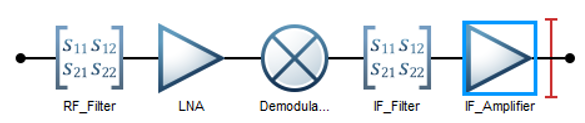 S11 S12
S21 S22
S11 S12
S21 S22
RF_Filter LNA Demodula... IF_Filter IF_Amplifier